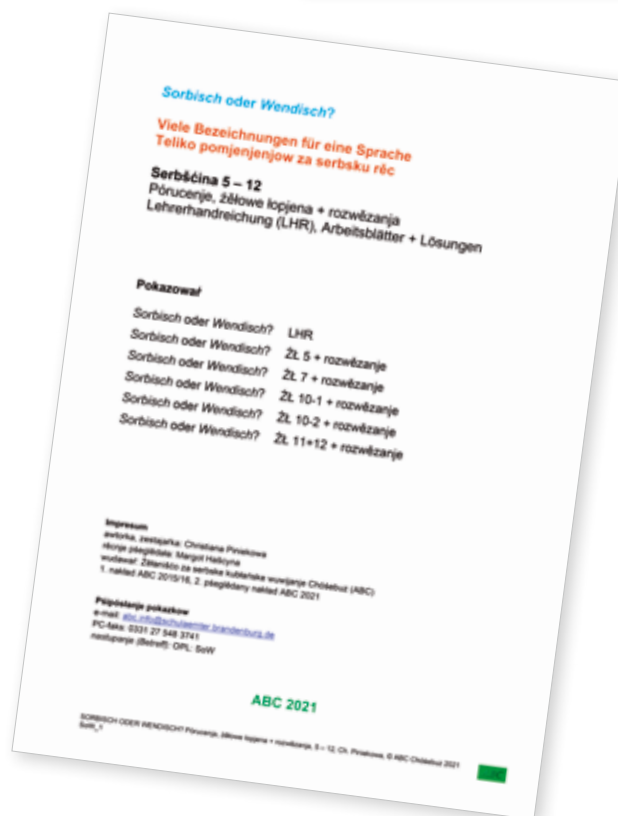 Sorbisch oder Wendisch?
Viele Bezeichnungen für eine Sprache
Teliko pomjenjenjow za serbsku rěc
Serbšćina 5 – 12
Pórucenje, źěłowe łopjena + rozwězanja
Lehrerhandreichung (LHR), Arbeitsblätter + Lösungen
Pokazowaŕ
Sorbisch oder Wendisch? LHR
Sorbisch oder Wendisch? ŹŁ 5 + rozwězanje
Sorbisch oder Wendisch? ŹŁ 7 + rozwězanje
Sorbisch oder Wendisch? ŹŁ 10-1 + rozwězanje
Sorbisch oder Wendisch? ŹŁ 10-2 + rozwězanje
Sorbisch oder Wendisch? ŹŁ 11+12 + rozwězanje
Impresum
awtorka, zestajaŕka: Christiana Piniekowa
rěcnje pśeglědała: Margot Hašcyna
wudawaŕ: Źěłanišćo za serbske kubłańske wuwijanje Chóśebuz (ABC)
1. nakład ABC 2015/16, 2. pśeglědany nakład ABC 2021
Pśipósłanje pokazkow
e-mail: abc.info@schulaemter.brandenburg.de
PC-faks: 0331 27 548 3741
nastupanje (Betreff): OPL: SoW
ABC 2021
SORBISCH ODER WENDISCH? Pórucenja, źěłowe łopjena + rozwězanja, 5 – 12, Ch. Piniekowa, © ABC Chóśebuz 2021
SoW_1